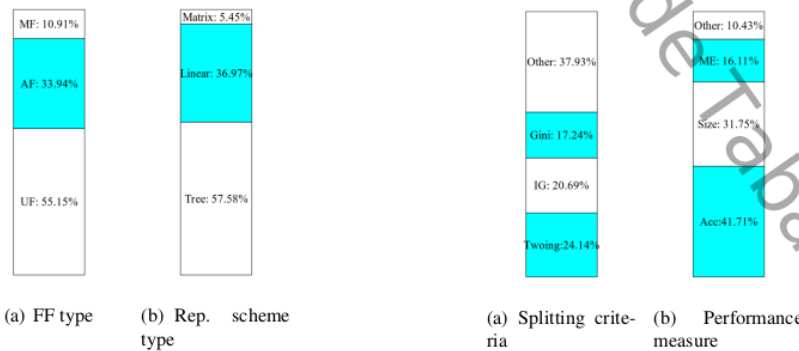 MF: 10.91%
AF: 33.94%
UF: 55.15%
(a) FF type
Matrix: 5.45%
Linear: 36.97%
Tree: 57.58%
(b) Rep. scheme
type
Other: 37.93%
Gini: 17.24%
IG: 20.69%
Twoing:24.14%
(a) Splitting crite-
ria
Other: 10.43%
ME: 16.11%
Size: 31.75%
Acc:41.71%
(b) Performance
measure
de Taba